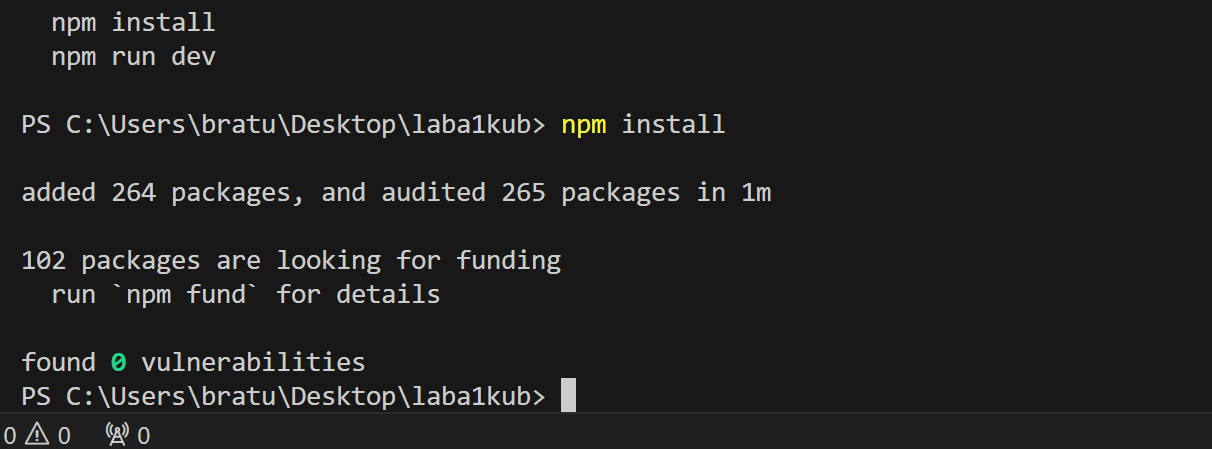 npm install
npm run dev
PS C:\Users\bratu\Desktop\laba1kub> npm install
added 264 packages, and audited 265 packages in 1m
102 packages are looking for funding
run `npm fund` for details
found 0 vulnerabilities
PS C:\Users\bratu\Desktop\laba1kub>
0 0 0